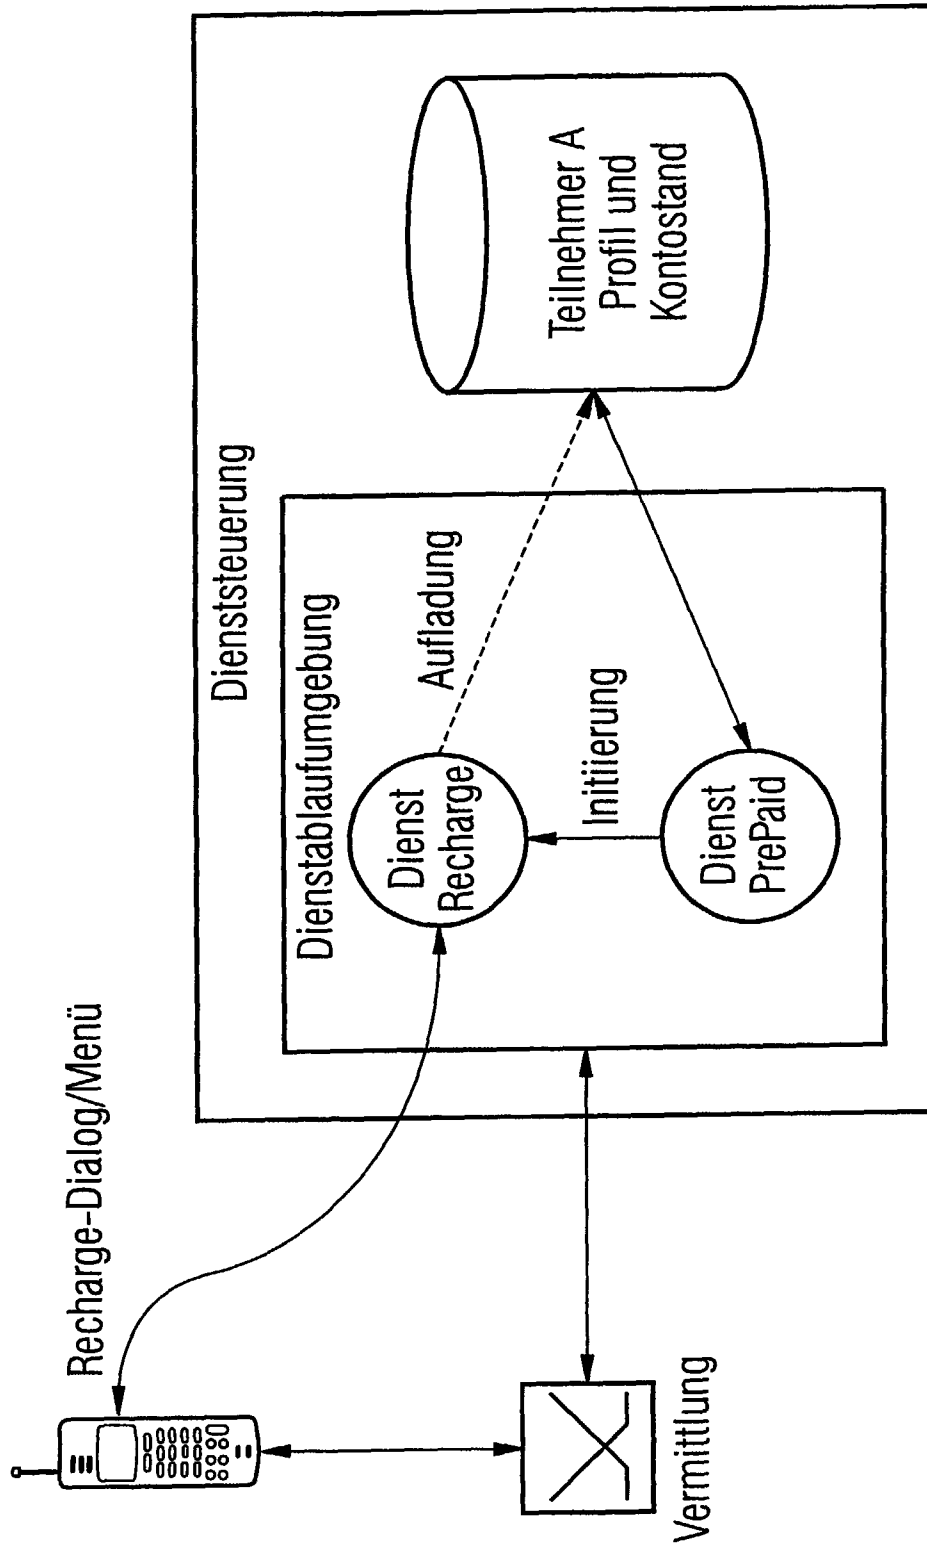 Recharge-Dialog/Menü
Dienststeuerung
Dienstablaufumgebung
Dienst
Recharge
Aufladung
Initiierung
Dienst
PrePaid
Teilnehmer A
Profil und
Kontostand
Vermittlung